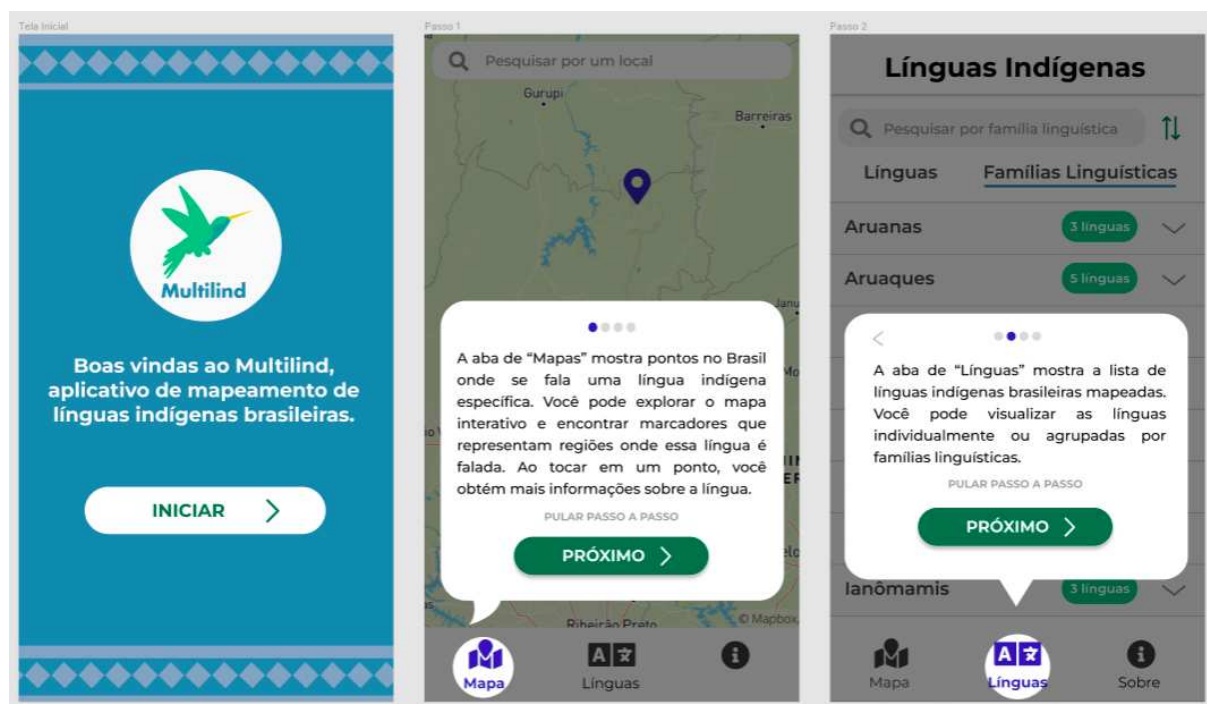 Tela Inicial
Multilind
Boas vindas ao Multilind,
aplicativo de mapeamento de
línguas indígenas brasileiras.
INICIAR
Passo 1
Pesquisar por um local
Gurupi
Barreiras
Janu
A aba de “Mapas” mostra pontos no Brasil
onde se fala uma língua indígena
específica. Você pode explorar o mapa
interativo e encontrar marcadores que
representam regiões onde essa língua é
falada. Ao tocar em um ponto, você
obtém mais informações sobre a língua.
PULAR PASSO A PASSO
PRÓXIMO
Ribeirão Preto
© Mapbox
Mapa
Línguas
Passo 2
Línguas Indígenas
Pesquisar por família linguística
Línguas
Famílias Linguísticas
Aruanas
3 línguas
Aruaques
5 línguas
A aba de “Línguas” mostra a lista de
línguas indígenas brasileiras mapeadas.
Você pode visualizar as línguas
individualmente ou agrupadas por
famílias linguísticas.
PULAR PASSO A PASSO
PRÓXIMO
Ianômamis
3 línguas
Mapa
Línguas
Sobre